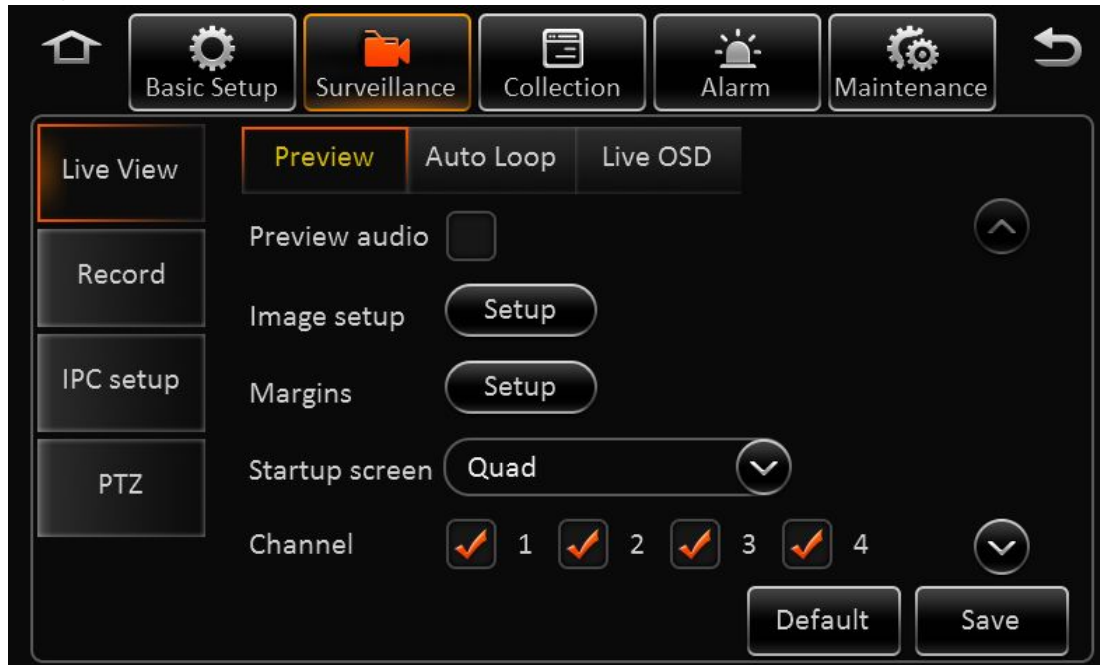 Basic Setup
Surveillance
Collection
Alarm
Maintenance
Live View
Record
IPC setup
PTZ
Preview
Auto Loop
Live OSD
Preview audio
Image setup
Setup
Margins
Setup
Startup screen
Quad
Channel
1
2
3
4
Default
Save